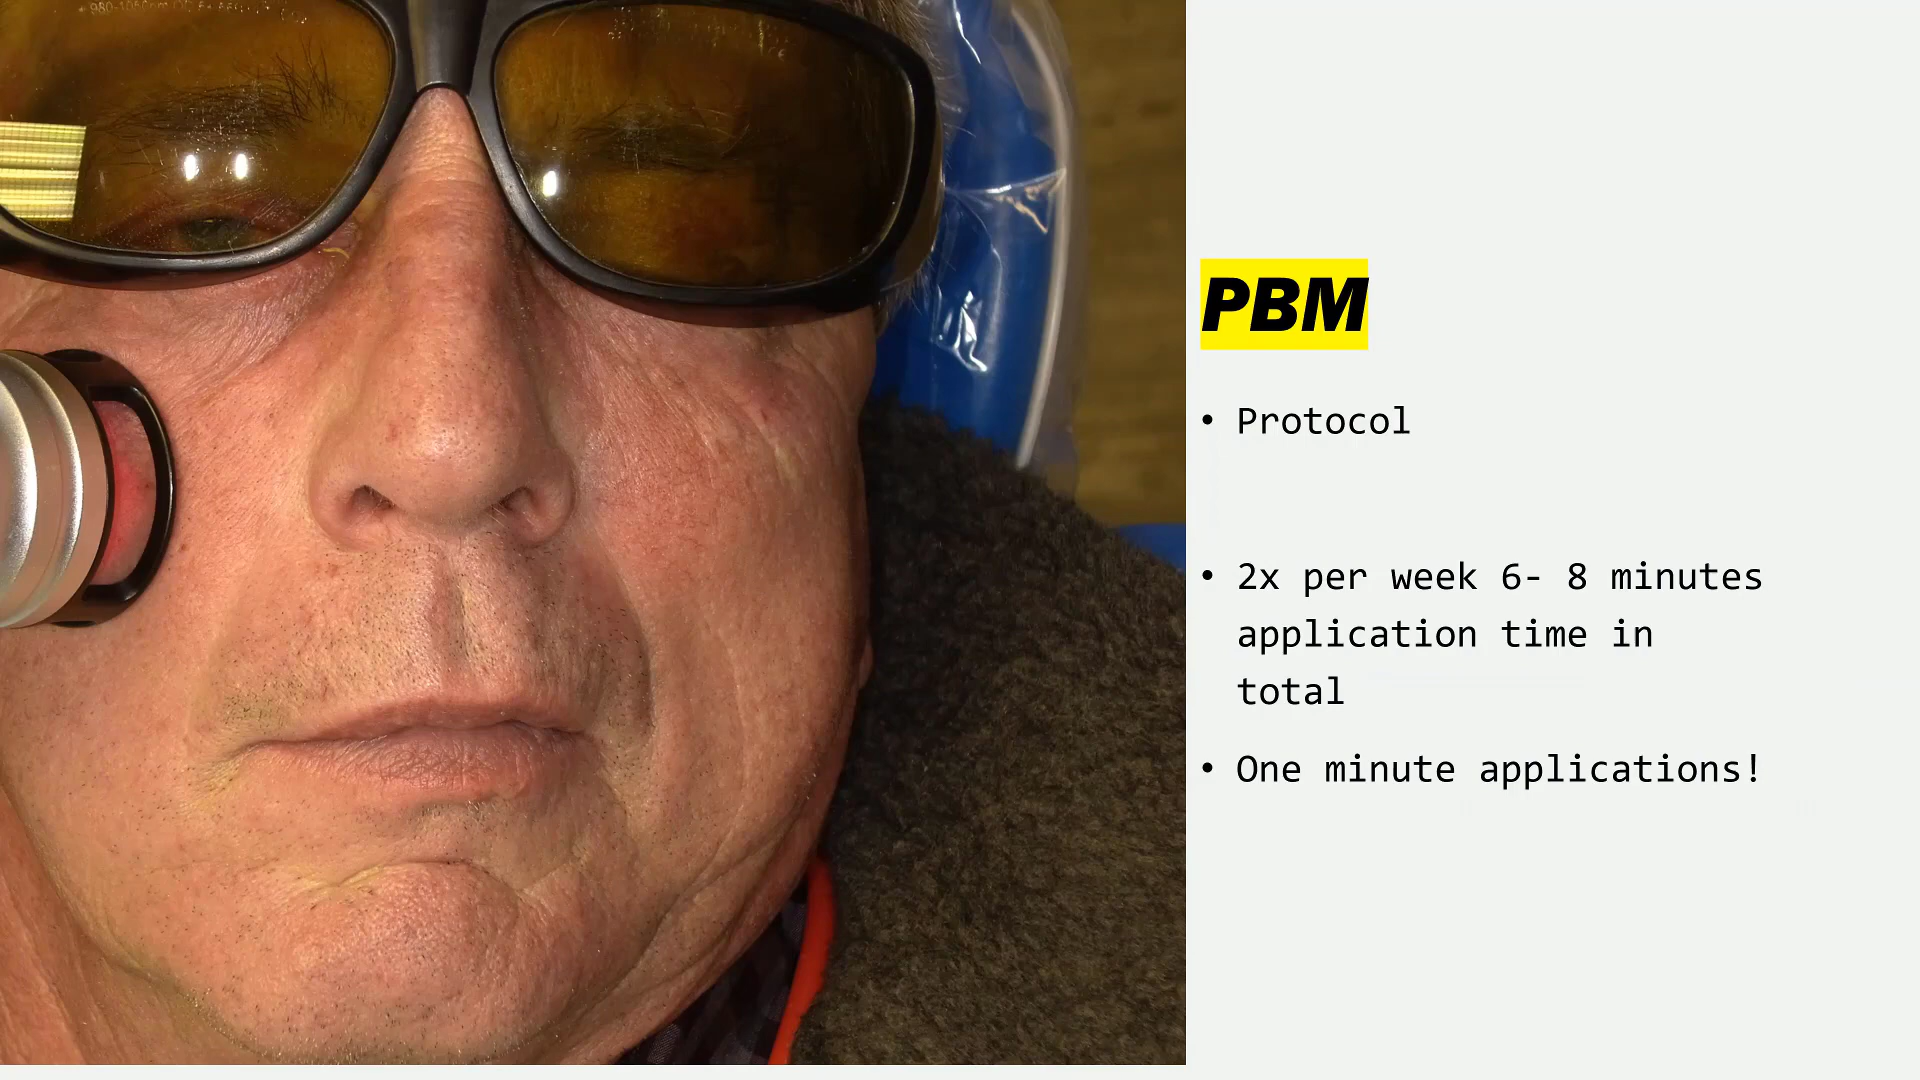 PBM
• Protocol
• 2x per week 6- 8 minutes
application time in
total
• One minute applications!